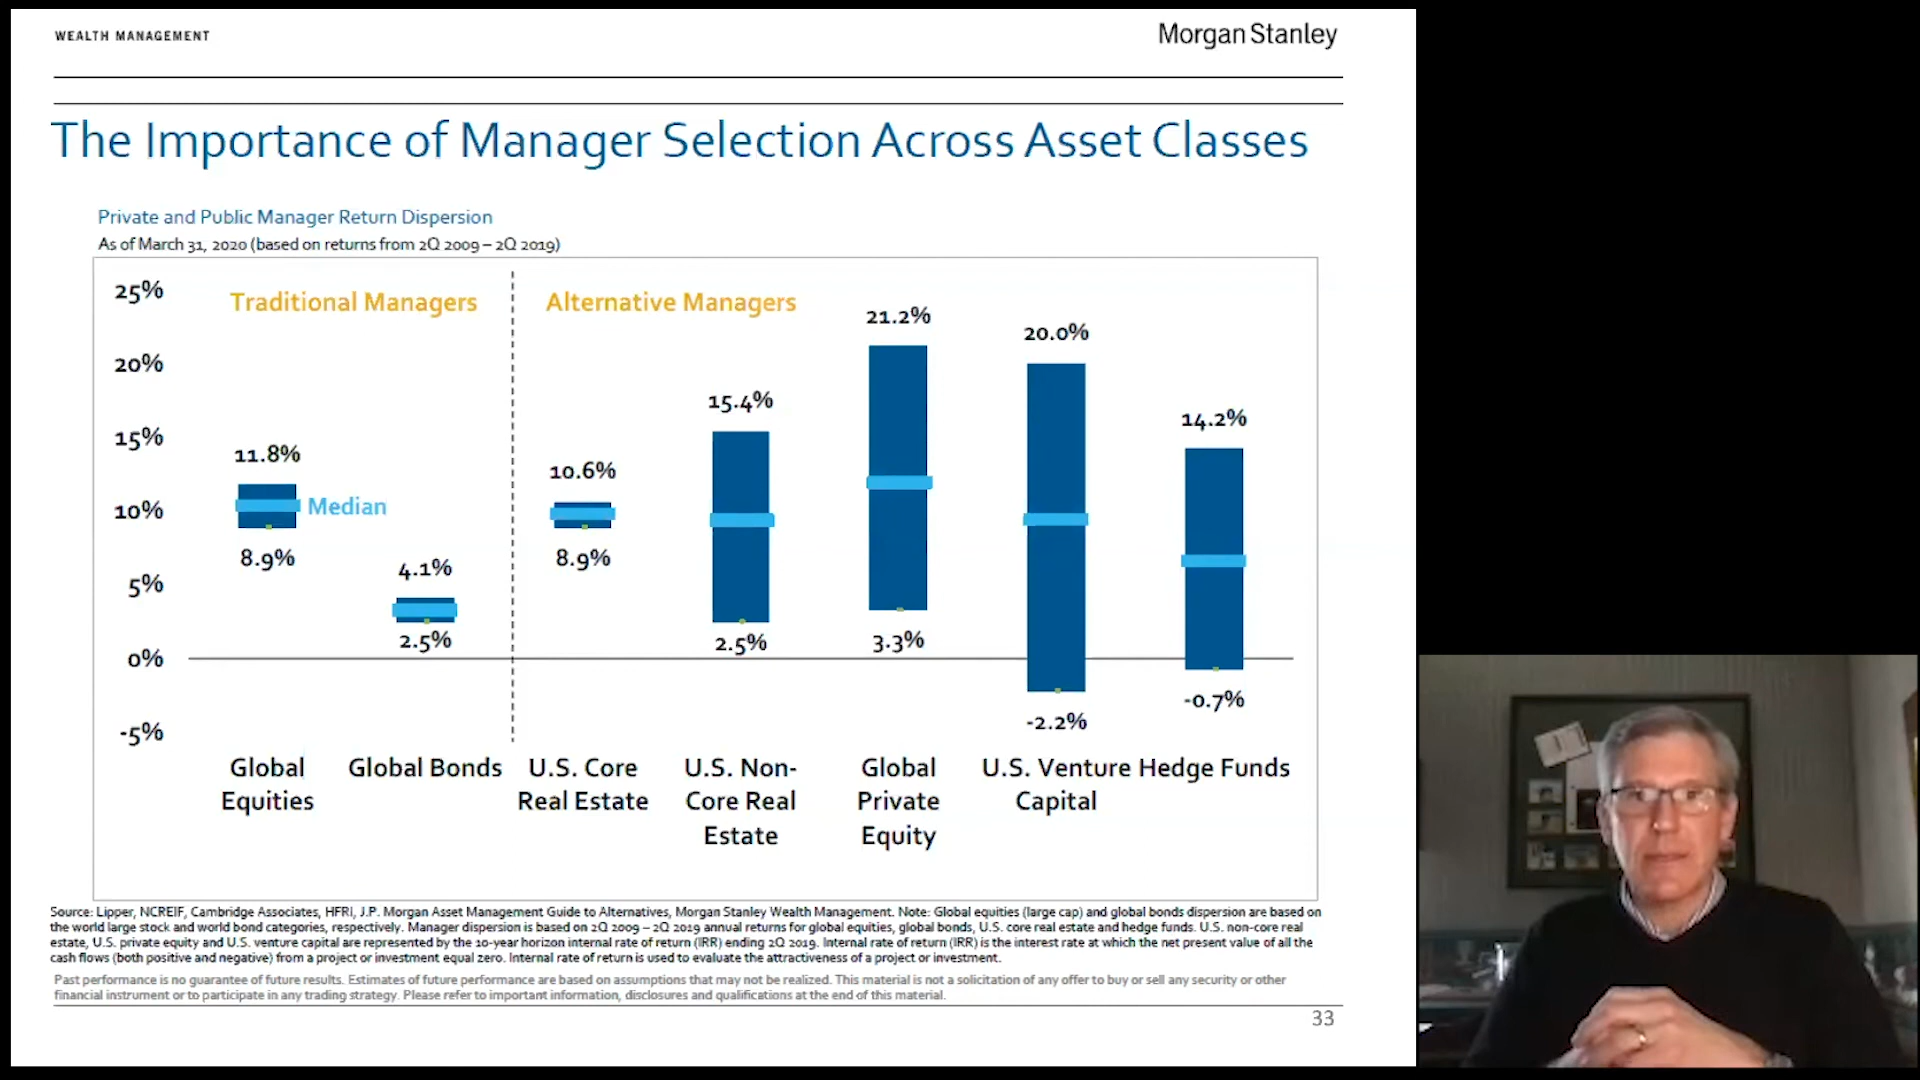 WEALTH MANAGEMENT
Morgan Stanley
The Importance of Manager Selection Across Asset Classes
Private and Public Manager Return Dispersion
As of March 31, 2020 (based on returns from 2Q 2009 – 2Q 2019)
25%
20%
15%
10%
5%
0%
-5%
Traditional Managers
Alternative Managers
11.8%
Median
8.9%
4.1%
2.5%
10.6%
8.9%
15.4%
2.5%
21.2%
3.3%
20.0%
-2.2%
14.2%
-0.7%
Global
Equities
Global Bonds
U.S. Core
Real Estate
U.S. Non-
Core Real
Estate
Global
Private
Equity
U.S. Venture
Capital
Hedge Funds
Source: Lipper, NCREIF, Cambridge Associates, HFRI, J.P. Morgan Asset Management Guide to Alternatives, Morgan Stanley Wealth Management. Note: Global equities (large cap) and global bonds dispersion are based on
the world large stock and world bond categories, respectively. Manager dispersion is based on 2Q 2009 – 2Q 2019 annual returns for global equities, global bonds, U.S. core real estate and hedge funds. U.S. non-core real
estate, U.S. private equity and U.S. venture capital are represented by the 10-year horizon internal rate of return (IRR) ending 2Q 2019. Internal rate of return (IRR) is the interest rate at which the net present value of all the
cash flows (both positive and negative) from a project or investment equal zero. Internal rate of return is used to evaluate the attractiveness of a project or investment.
Past performance is no guarantee of future results. Estimates of future performance are based on assumptions that may not be realized. This material is not a solicitation of any offer to buy or sell any security or other
financial instrument or to participate in any trading strategy. Please refer to important information, disclosures and qualifications at the end of this material.
33